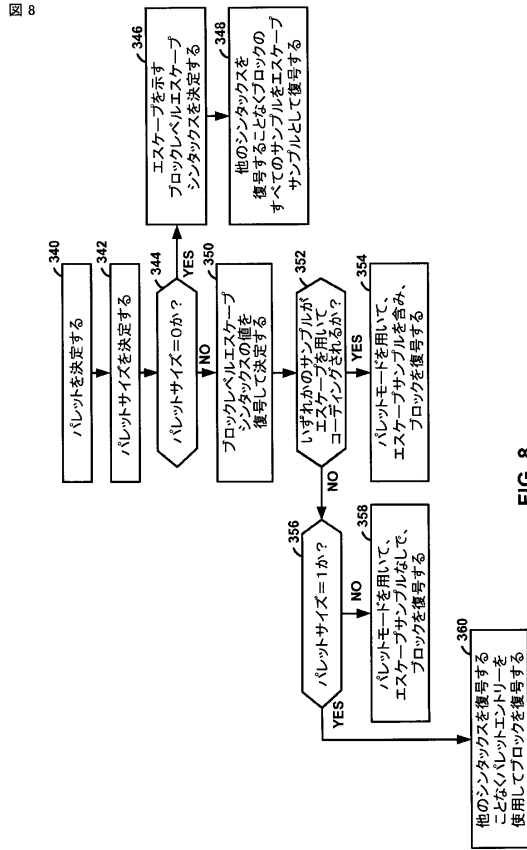 図 8
340
パレットを決定する
342
パレットサイズを決定する
344
パレットサイズ=0か?
YES
346
エスケープを示す
ブロックレベルエスケープ
シンタックスを決定する
348
他のシンタックスを
復号することなくブロックの
すべてのサンプルをエスケープ
サンプルとして復号する
NO
350
ブロックレベルエスケープ
シンタックスの値を
復号して決定する
352
いずれかのサンプルが
エスケープを用いて
コーディングされるか?
YES
354
パレットモードを用いて、
エスケープサンプルを含み、
ブロックを復号する
NO
356
パレットサイズ=1か?
NO
358
パレットモードを用いて、
エスケープサンプルなしで、
ブロックを復号する
YES
360
他のシンタックスを復号する
ことなくパレットエントリーを
使用してブロックを復号する
FIG. 8